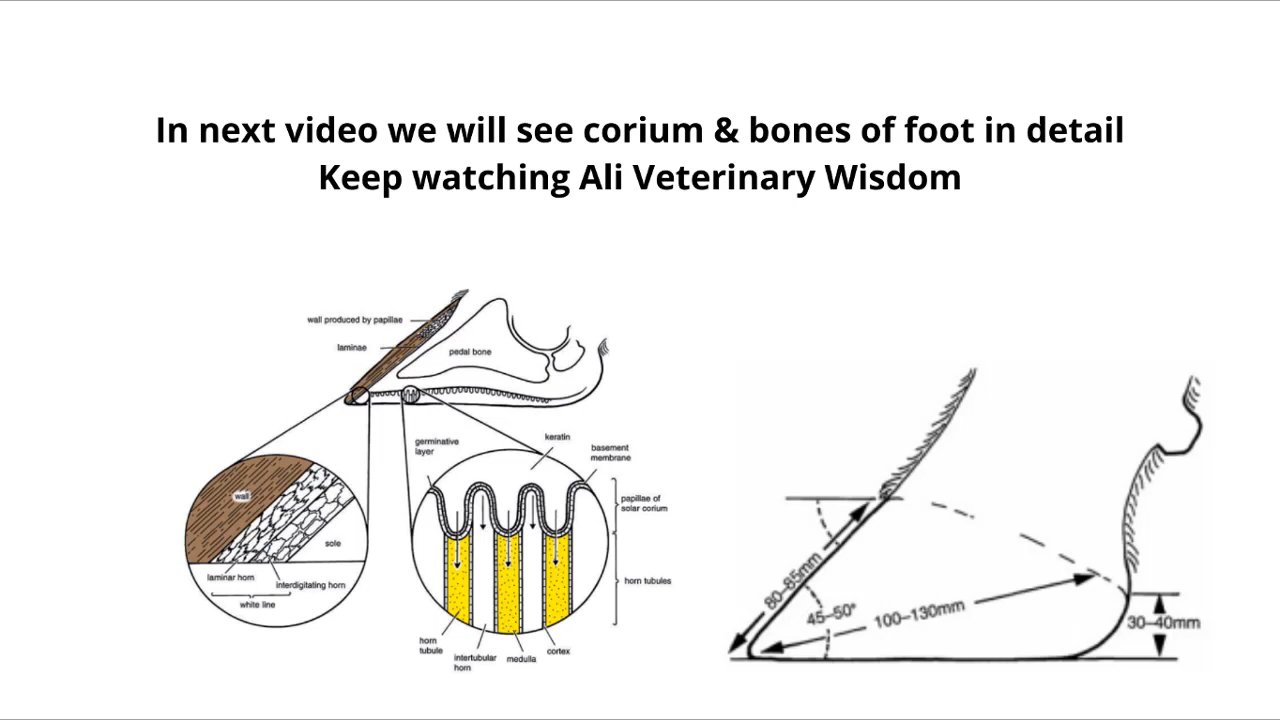 In next video we will see corium & bones of foot in detail
Keep watching Ali Veterinary Wisdom
wall produced by papillae
laminae
pedal bone
germinative
layer
keratin
basement
membrane
papillae of
solar corium
wall
sole
laminar horn
interdigitating horn
white line
horn tubules
horn
tubule
intertubular
horn
medulla
cortex
80–85mm
45–50°
100–130mm
30–40mm